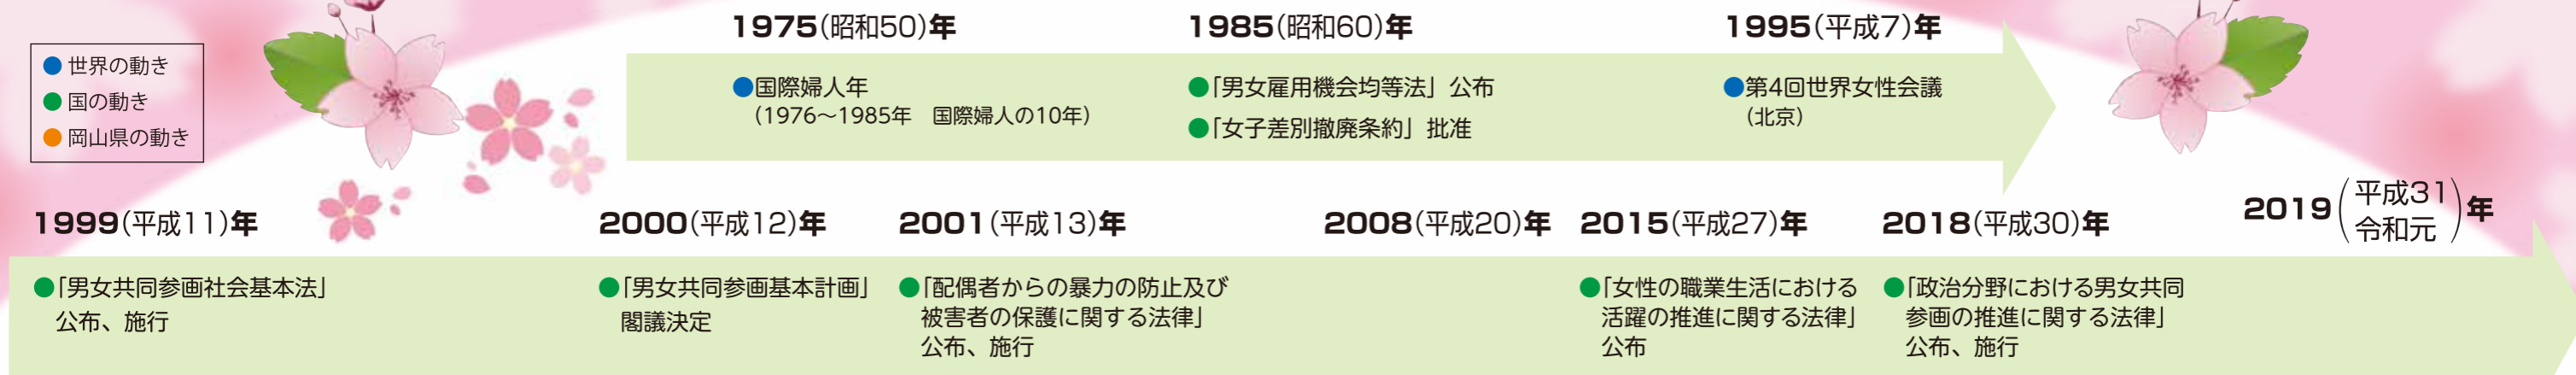 ● 世界の動き
● 国の動き
● 岡山県の動き
1975(昭和50)年
●国際婦人年
(1976〜1985年　国際婦人の10年)
1985(昭和60)年
●「男女雇用機会均等法」公布
●「女子差別撤廃条約」批准
1995(平成7)年
●第4回世界女性会議
(北京)
1999(平成11)年
●「男女共同参画社会基本法」
公布、施行
2000(平成12)年
●「男女共同参画基本計画」
閣議決定
2001(平成13)年
●「配偶者からの暴力の防止及び
被害者の保護に関する法律」
公布、施行
2008(平成20)年
2015(平成27)年
●「女性の職業生活における
活躍の推進に関する法律」
公布
2018(平成30)年
●「政治分野における男女共同
参画の推進に関する法律」
公布、施行
2019(平成31
令和元)年